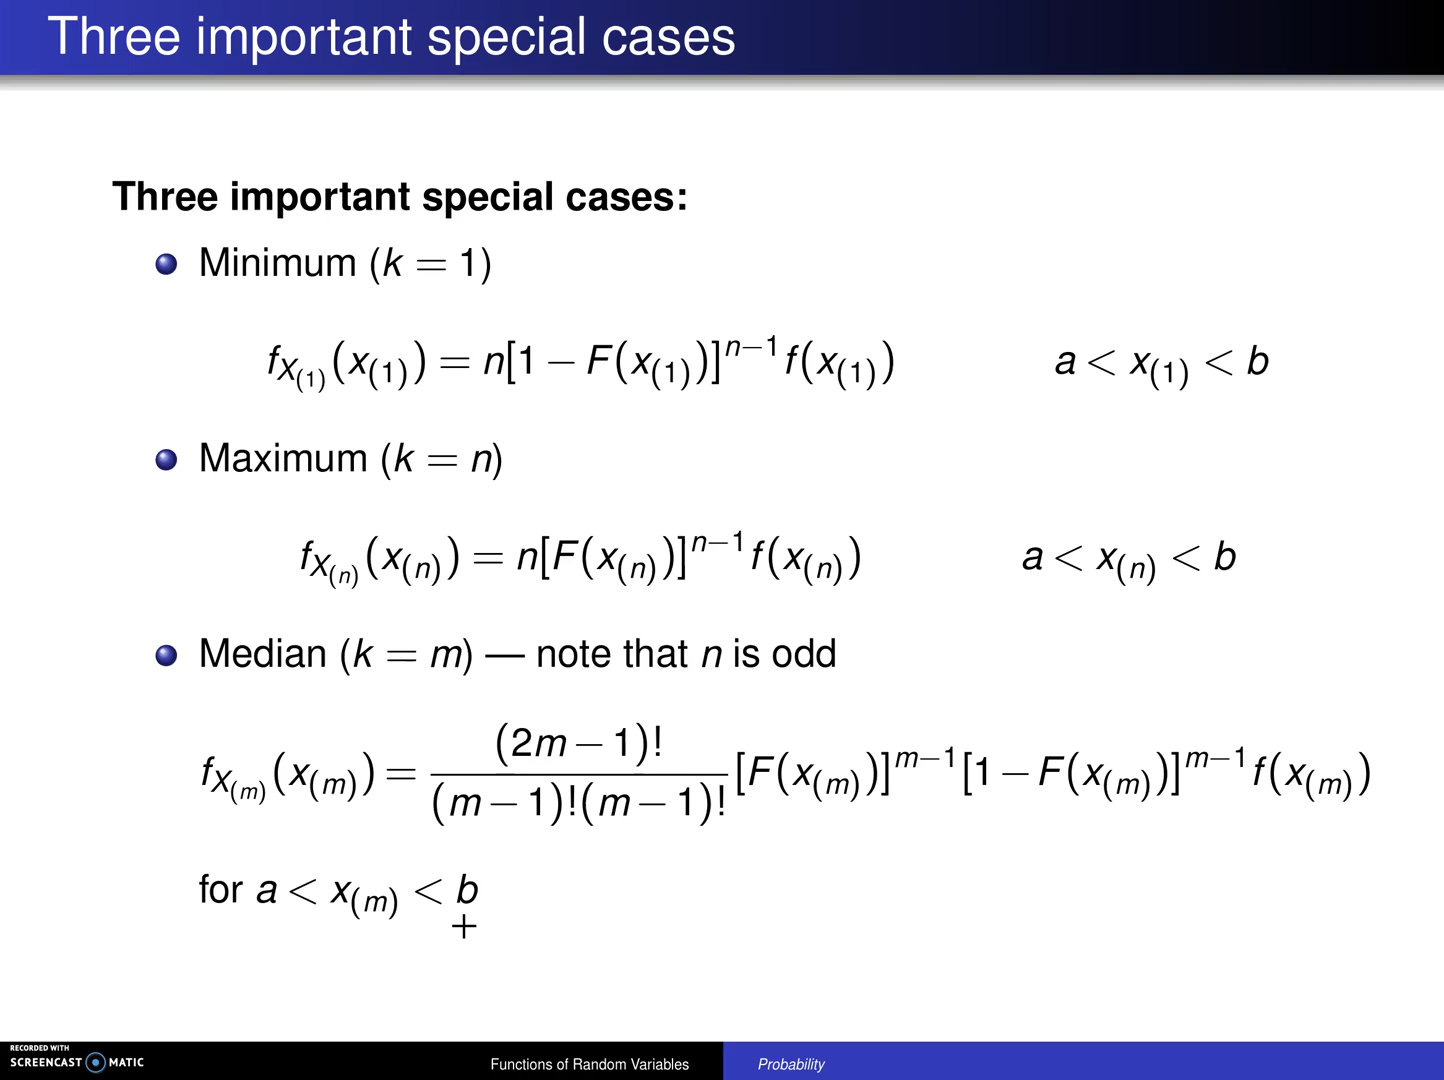 Three important special cases
Three important special cases:
Minimum (k = 1)
f_{X_{(1)}}(x_{(1)}) = n[1 − F(x_{(1)})]^{n−1} f(x_{(1)})    a < x_{(1)} < b
Maximum (k = n)
f_{X_{(n)}}(x_{(n)}) = n[F(x_{(n)})]^{n−1} f(x_{(n)})    a < x_{(n)} < b
Median (k = m) — note that n is odd
f_{X_{(m)}}(x_{(m)}) = \frac{(2m − 1)!}{(m − 1)!(m − 1)!} [F(x_{(m)})]^{m−1} [1 − F(x_{(m)})]^{m−1} f(x_{(m)})
for a < x_{(m)} < b
RECORDED WITH
SCREENCAST MATIC
Functions of Random Variables    Probability